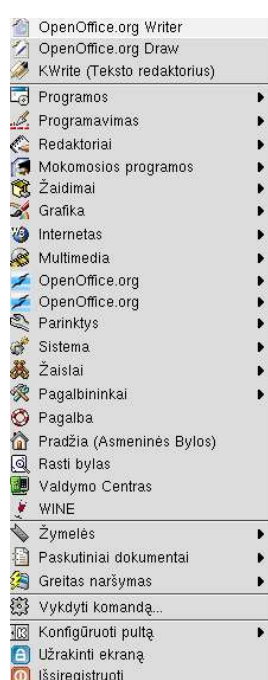 OpenOffice.org Writer
OpenOffice.org Draw
KWrite (Teksto redaktorius)
Programos
Programavimas
Redaktoriai
Mokomosios programos
Žaidimai
Grafika
Internetas
Multimedia
OpenOffice.org
OpenOffice.org
Parinktys
Sistema
Žaislai
Pagalbininkai
Pagalba
Pradžia (Asmeninės Bylos)
Rasti bylas
Valdymo Centras
WINE
Žymelės
Paskutiniai dokumentai
Greitas naršymas
Vykdyti komandą...
Konfigūruoti pultą
Užrakinti ekraną
Išsiregistruoti